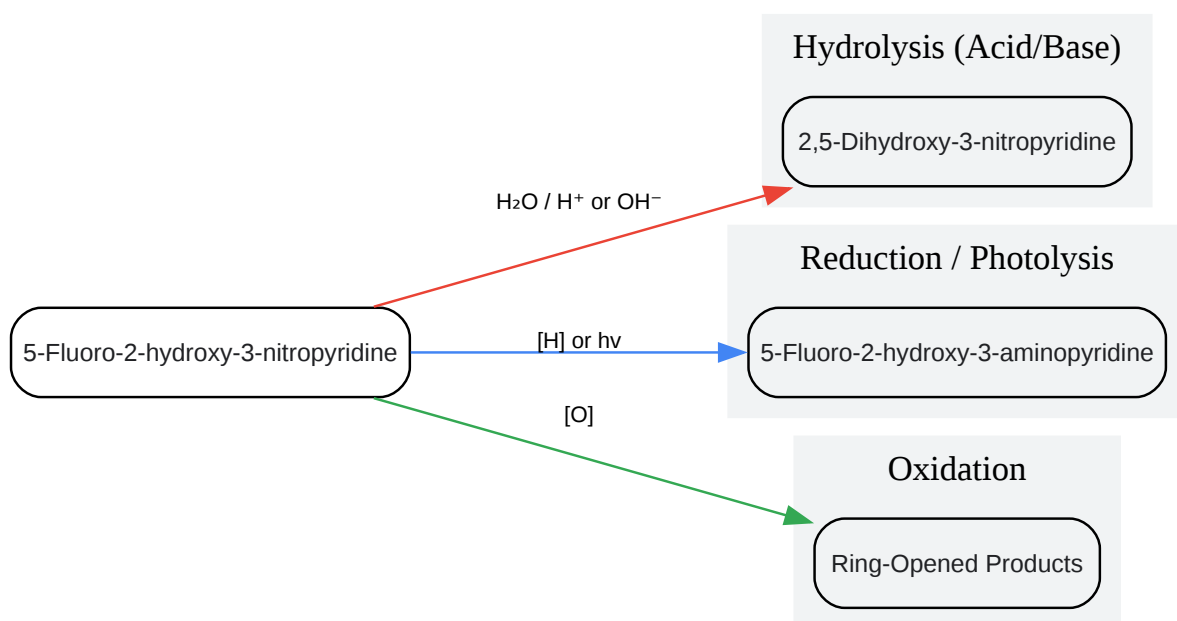 Hydrolysis (Acid/Base)
2,5-Dihydroxy-3-nitropyridine
H₂O / H⁺ or OH⁻
Reduction / Photolysis
5-Fluoro-2-hydroxy-3-nitropyridine
[H] or hv
5-Fluoro-2-hydroxy-3-aminopyridine
[O]
Oxidation
Ring-Opened Products